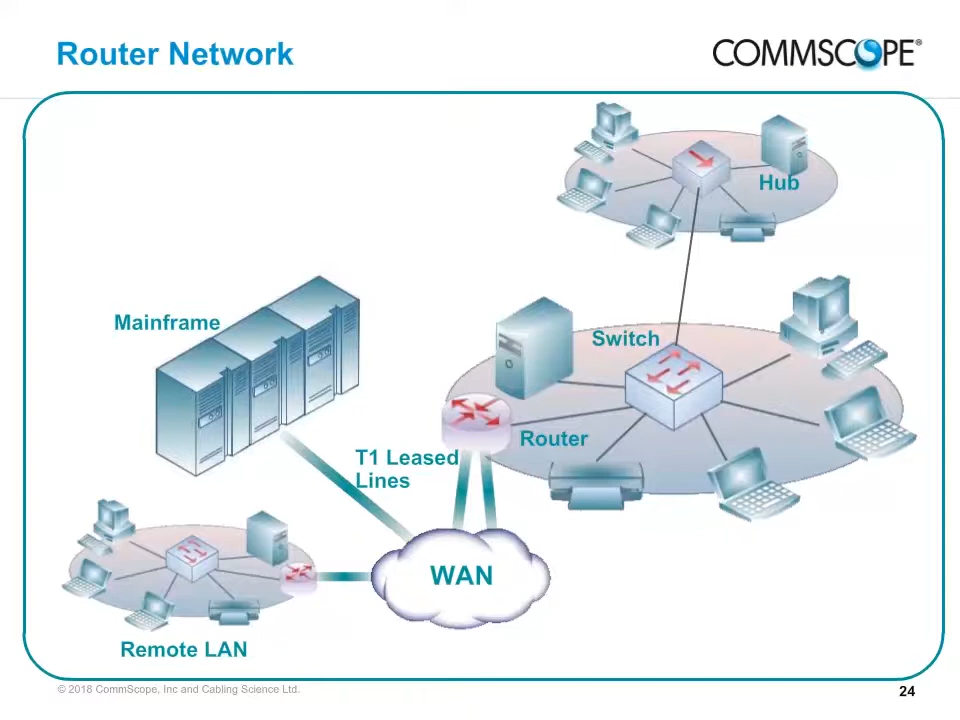 Router Network
COMMSCOPE®
Hub
Mainframe
Switch
Router
T1 Leased
Lines
WAN
Remote LAN
© 2018 CommScope, Inc and Cabling Science Ltd.
24